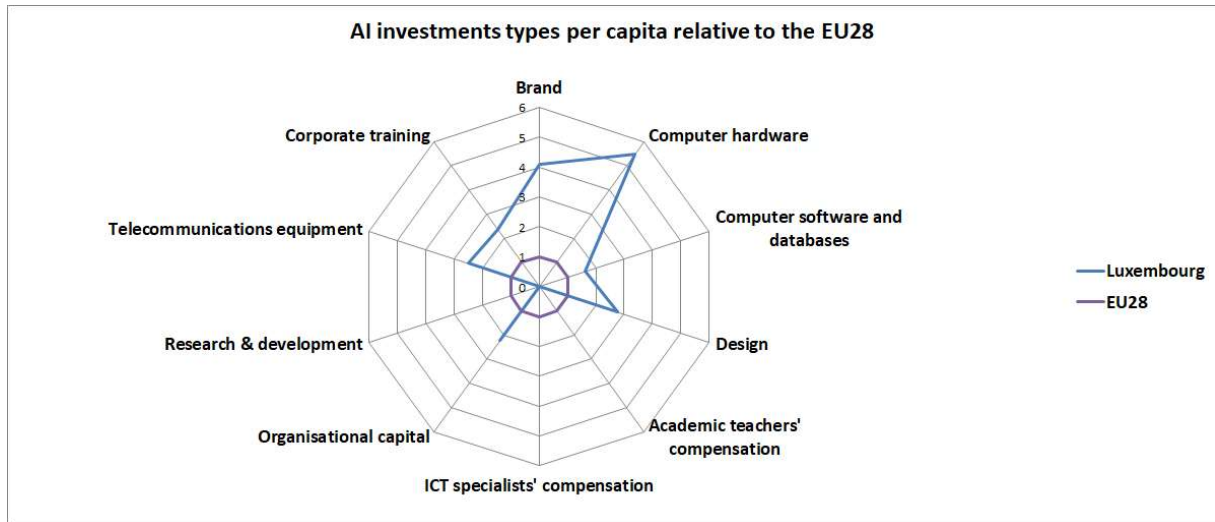 AI investments types per capita relative to the EU28
Brand
6
5
4
3
2
1
0
Computer hardware
Computer software and
databases
Design
Academic teachers'
compensation
ICT specialists' compensation
Organisational capital
Research & development
Telecommunications equipment
Corporate training
Luxembourg
EU28